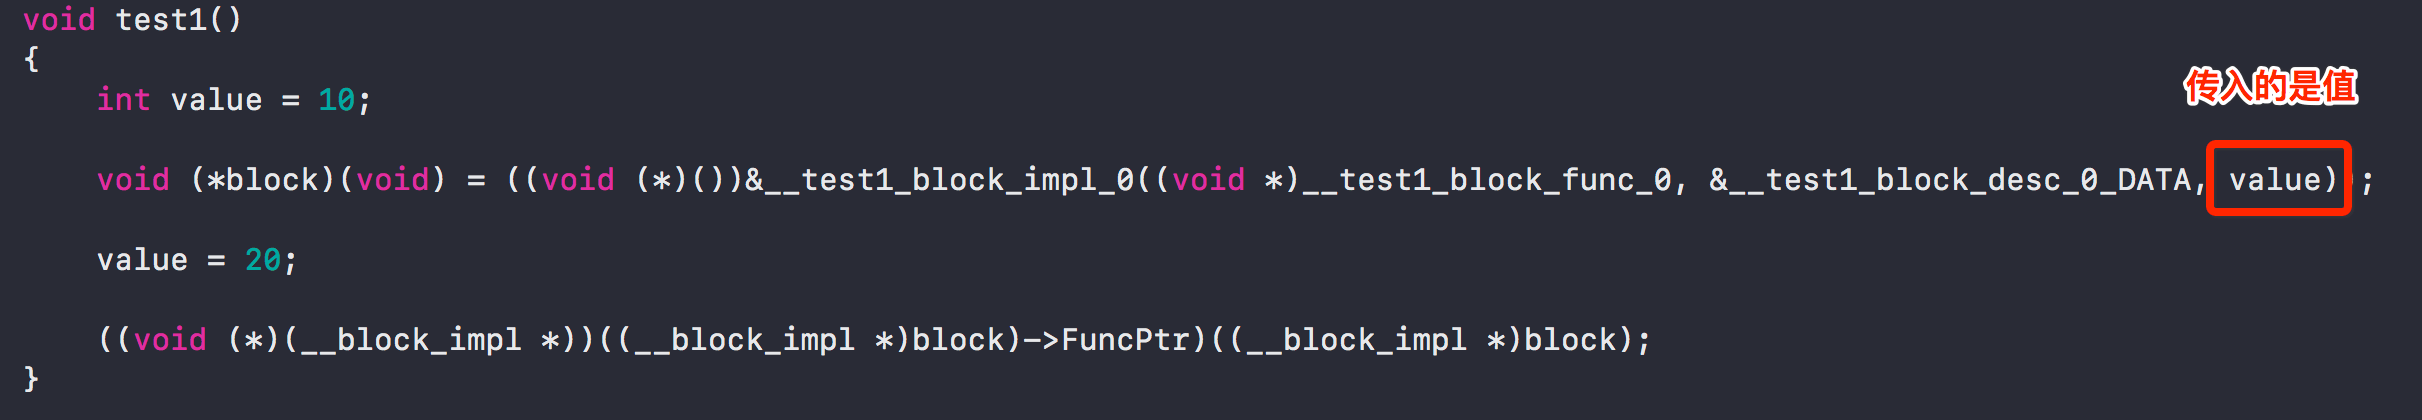 void test1()
{
int value = 10;
传入的是值
void (*block)(void) = ((void (*)())&__test1_block_impl_0((void *)__test1_block_func_0, &__test1_block_desc_0_DATA, value));
value = 20;
((void (*)(__block_impl *))((__block_impl *)block)->FuncPtr)((__block_impl *)block);
}